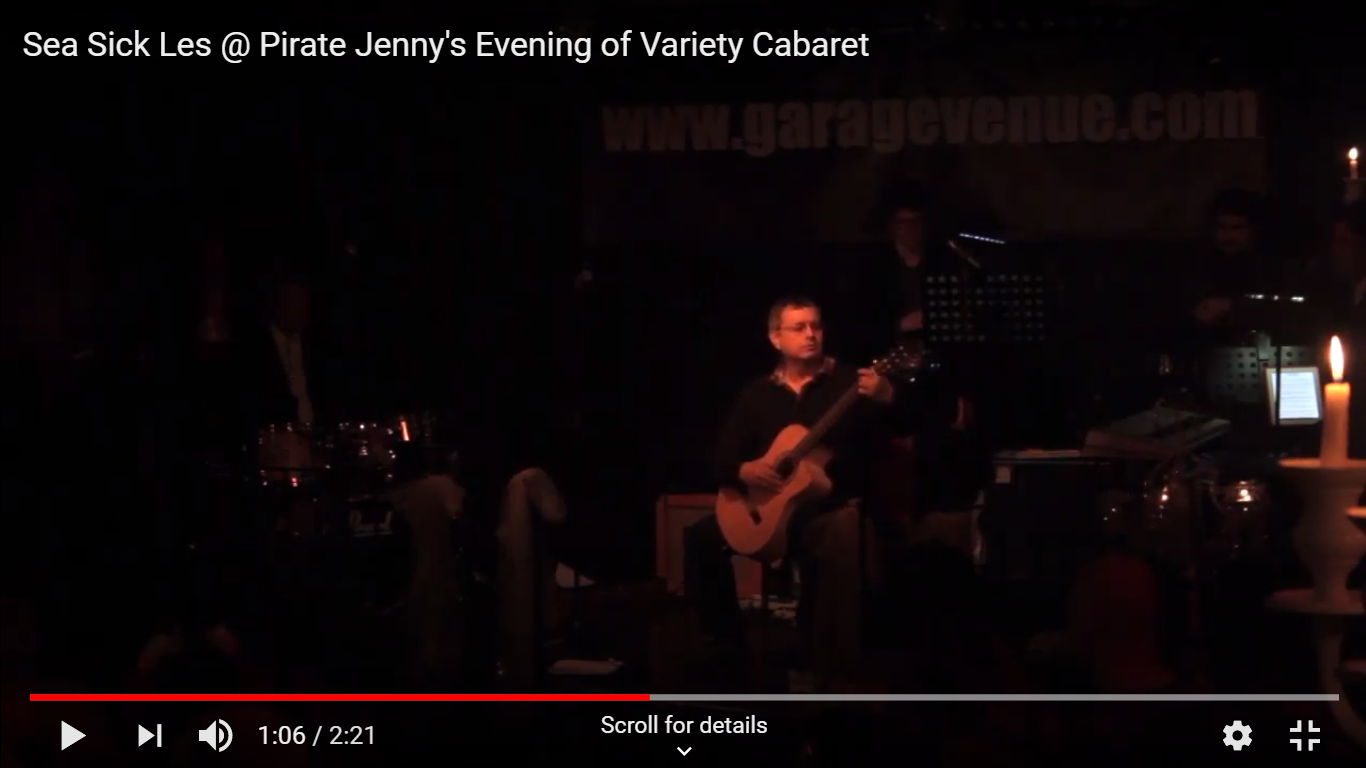 Sea Sick Les @ Pirate Jenny's Evening of Variety Cabaret
www.garagevenue.com
Scroll for details
1:06 / 2:21